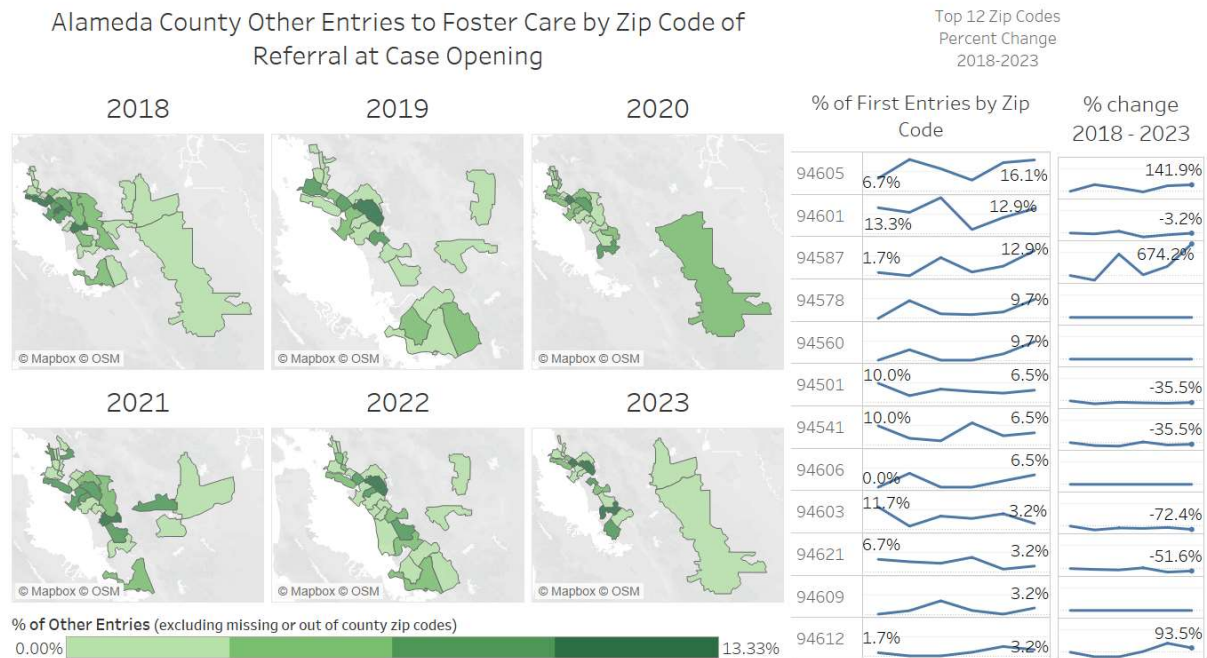 Alameda County Other Entries to Foster Care by Zip Code of
Referral at Case Opening
Top 12 Zip Codes
Percent Change
2018-2023
2018
2019
2020
© Mapbox © OSM
© Mapbox © OSM
© Mapbox © OSM
2021
2022
2023
© Mapbox © OSM
© Mapbox © OSM
© Mapbox © OSM
% of Other Entries (excluding missing or out of county zip codes)
0.00%
13.33%
% of First Entries by Zip
Code
% change
2018 - 2023
94605 6.7% 16.1% 141.9%
94601 13.3% 12.9% -3.2%
94587 1.7% 12.9% 674.2%
94578 9.7%
94560 9.7%
94501 10.0% 6.5% -35.5%
94541 10.0% 6.5% -35.5%
94606 0.0% 6.5%
94603 11.7% 3.2% -72.4%
94621 6.7% 3.2% -51.6%
94609 3.2%
94612 1.7% 3.2% 93.5%